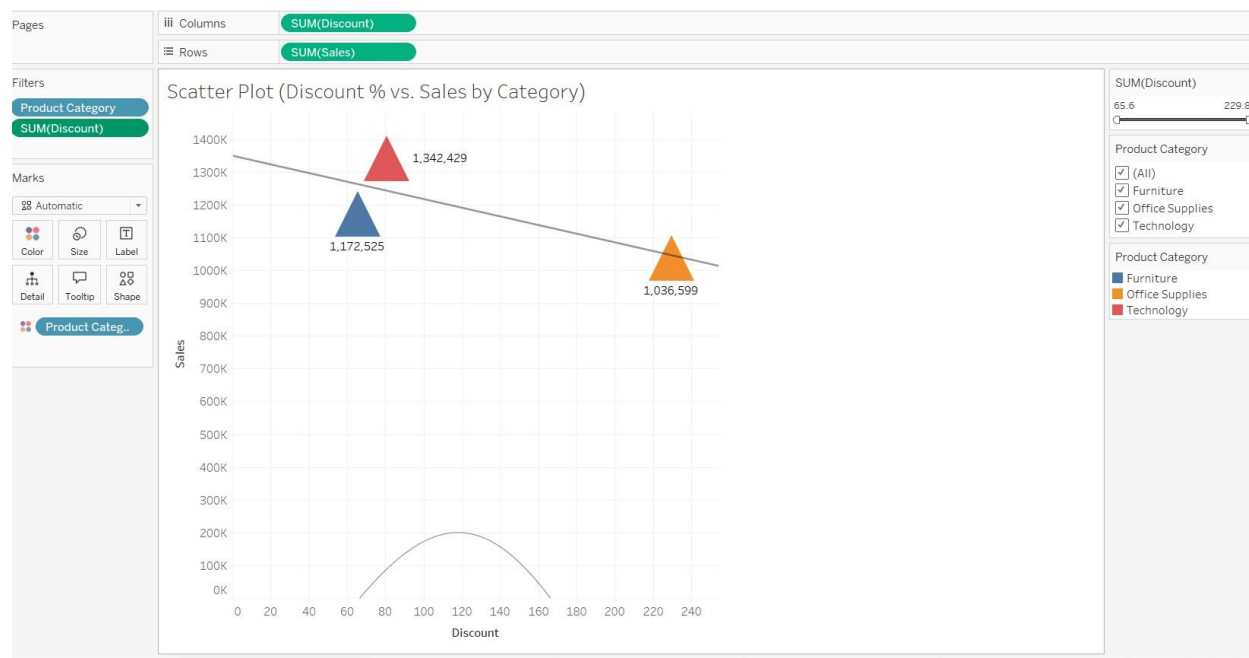 Pages
Columns
SUM(Discount)
Rows
SUM(Sales)
Filters
Product Category
SUM(Discount)
Marks
Automatic
Color
Size
Label
Detail
Tooltip
Shape
Product Categ..
Scatter Plot (Discount % vs. Sales by Category)
1400K
1300K
1200K
1100K
1000K
900K
800K
700K
600K
500K
400K
300K
200K
100K
0K
Sales
1,342,429
1,172,525
1,036,599
0 20 40 60 80 100 120 140 160 180 200 220 240
Discount
SUM(Discount)
65.6 229.8
Product Category
(All)
Furniture
Office Supplies
Technology
Product Category
Furniture
Office Supplies
Technology